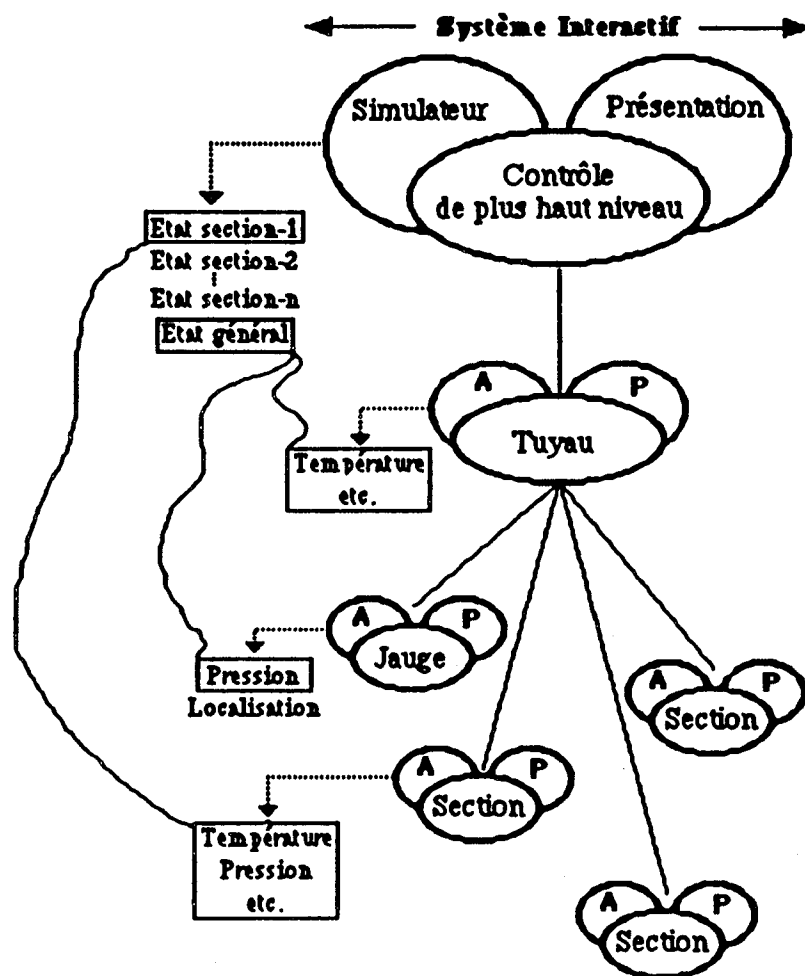 Système Interactif
Simulateur
Présentation
Contrôle
de plus haut niveau
Etat section-1
Etat section-2
Etat section-n
Etat général
A
P
Tuyau
Température
etc.
A
P
Jauge
Pression
Localisation
A
P
Section
A
P
Section
Température
Pression
etc.
A
P
Section